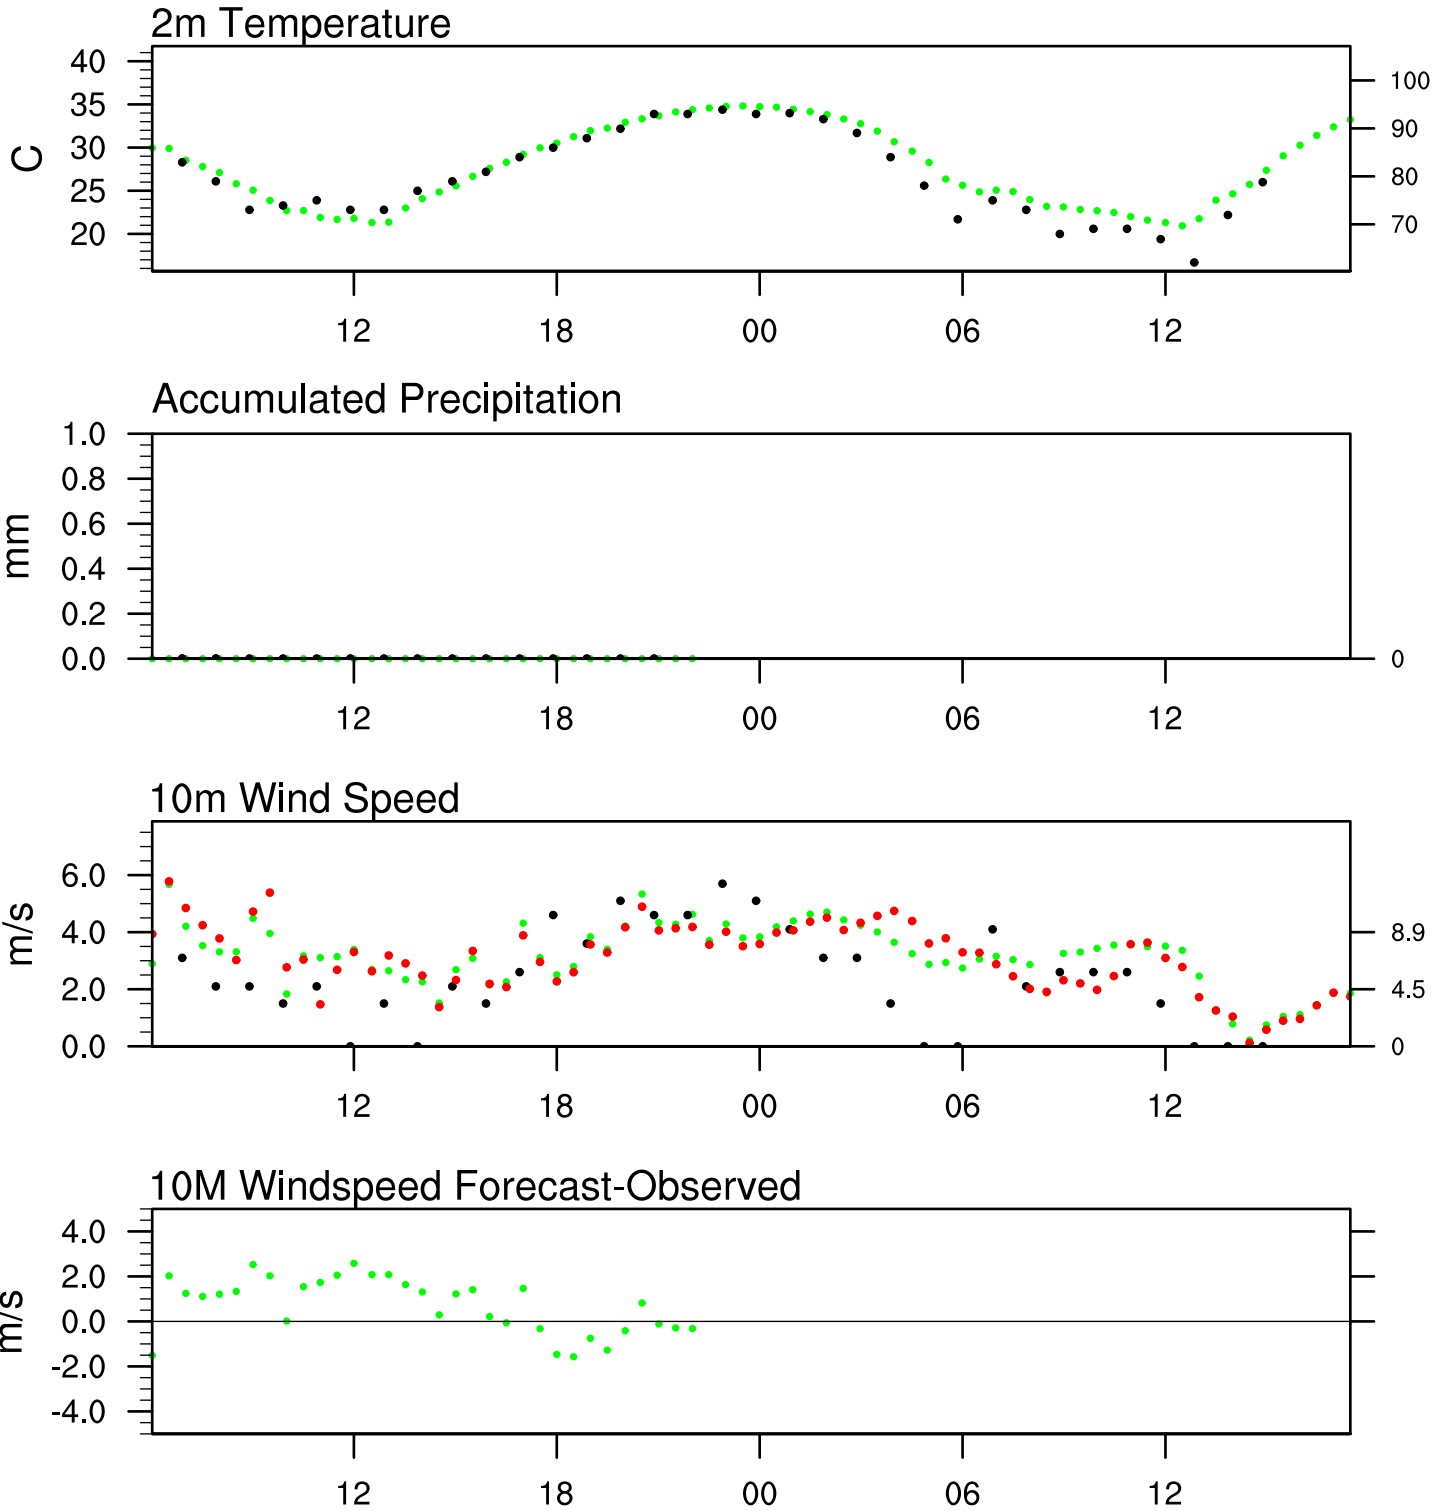 2m Temperature
40
35
30
25
20
C
100
90
80
70
12 18 00 06 12
Accumulated Precipitation
1.0
0.8
0.6
0.4
0.2
0.0
mm
0
12 18 00 06 12
10m Wind Speed
6.0
4.0
2.0
0.0
m/s
8.9
4.5
0
12 18 00 06 12
10M Windspeed Forecast-Observed
4.0
2.0
0.0
-2.0
-4.0
m/s
12 18 00 06 12